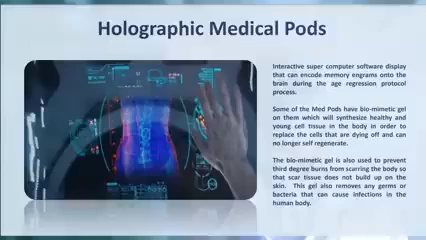 Holographic Medical Pods
Interactive super computer software display
that can encode memory engrams onto the
brain during the age regression protocol
process.
Some of the Med Pods have bio-mimetic gel
on them which will synthesize healthy and
young cell tissue in the body in order to
replace the cells that are dying off and can
no longer self regenerate.
The bio-mimetic gel is also used to prevent
third degree burns from scarring the body so
that scar tissue does not build up on the
skin. This gel also removes any germs or
bacteria that can cause infections in the
human body.